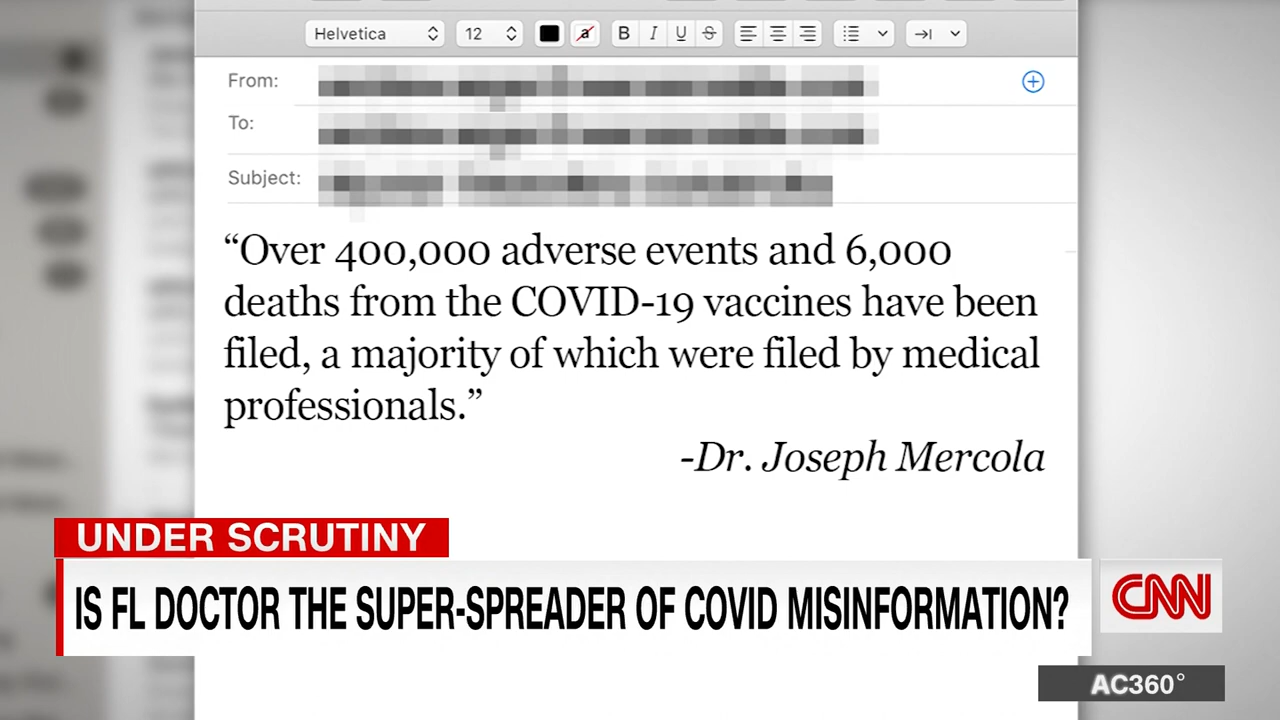 Helvetica 12 a B I U S
From:
To:
Subject:
“Over 400,000 adverse events and 6,000
deaths from the COVID-19 vaccines have been
filed, a majority of which were filed by medical
professionals.”
-Dr. Joseph Mercola
UNDER SCRUTINY
IS FL DOCTOR THE SUPER-SPREADER OF COVID MISINFORMATION?
CNN
AC360°